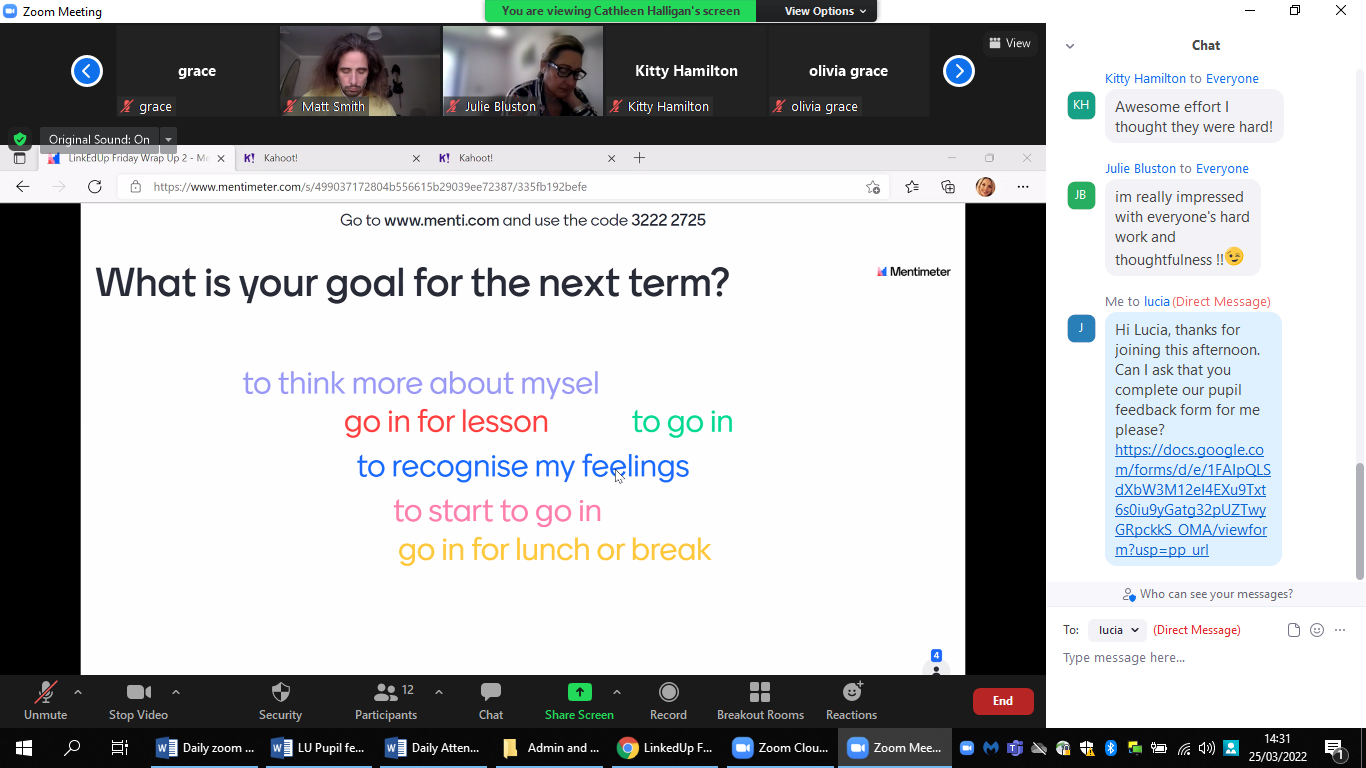 Zoom Meeting
You are viewing Cathleen Halligan's screen
View Options
grace
grace
Matt Smith
Julie Bluston
Kitty Hamilton
Kitty Hamilton
olivia grace
olivia grace
View
Original Sound: On
LinkEdUp Friday Wrap Up 2 - Me
Kahoot!
Kahoot!
https://www.mentimeter.com/s/499037172804b556615b29039ee72387/335fb192befe
Go to www.menti.com and use the code 3222 2725
What is your goal for the next term?
Mentimeter
to think more about mysel
go in for lesson
to go in
to recognise my feelings
to start to go in
go in for lunch or break
4
Unmute
Stop Video
Security
12
Participants
Chat
Share Screen
Record
Breakout Rooms
Reactions
End
Chat
Kitty Hamilton to Everyone
KH
Awesome effort I
thought they were hard!
Julie Bluston to Everyone
JB
im really impressed
with everyone's hard
work and
thoughtfulness !!
Me to lucia (Direct Message)
J
Hi Lucia, thanks for
joining this afternoon.
Can I ask that you
complete our pupil
feedback form for me
please?
https://docs.google.co
m/forms/d/e/1FAIpQLS
dXbW3M12eI4EXu9Txt
6s0iu9yGatg32pUZTwy
GRpckkS_OMA/viewfor
m?usp=pp_url
Who can see your messages?
To: lucia (Direct Message)
Type message here...
Daily zoom ...
LU Pupil fe...
Daily Atten...
Admin and ...
LinkedUp F...
Zoom Clou...
Zoom Mee...
14:31
25/03/2022
1